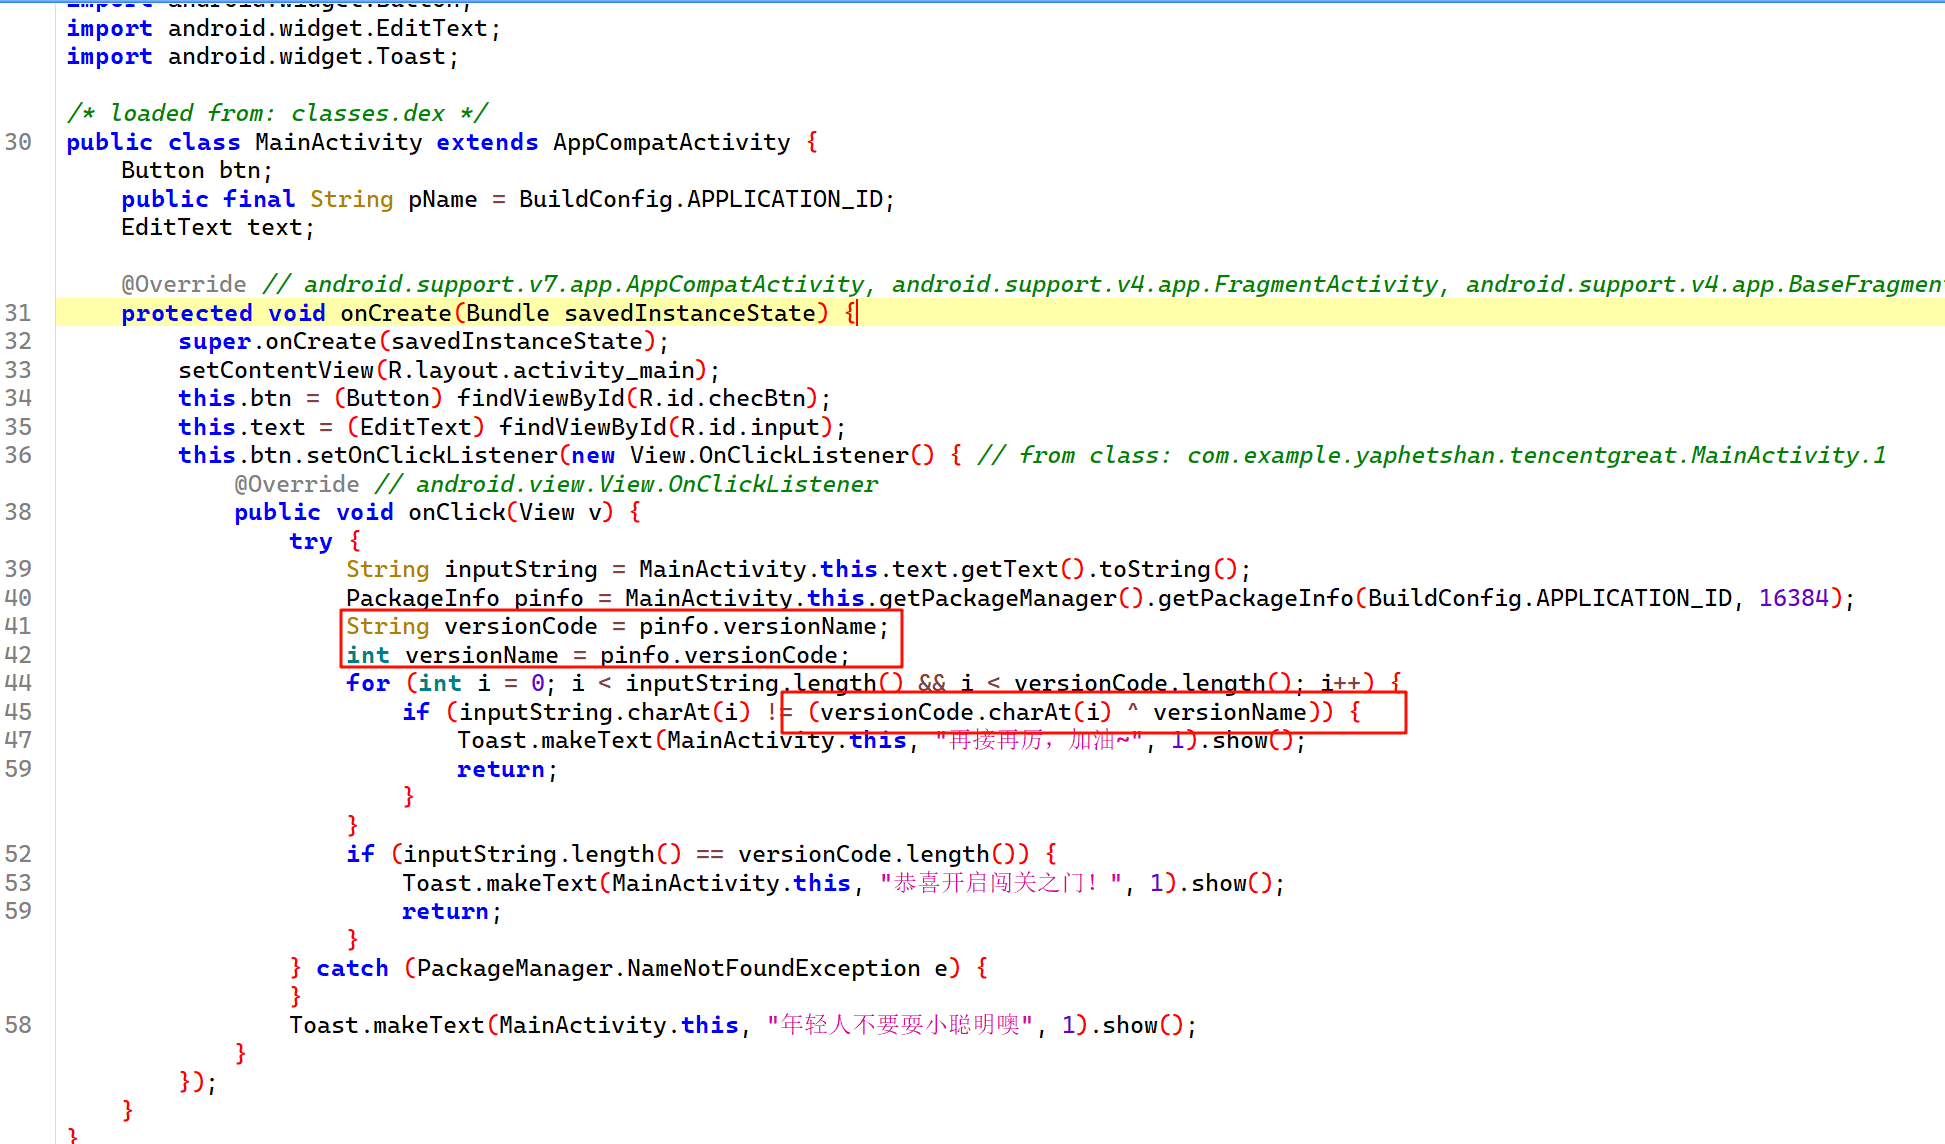 import android.widget.Button;
import android.widget.EditText;
import android.widget.Toast;
/* loaded from: classes.dex */
30 public class MainActivity extends AppCompatActivity {
Button btn;
public final String pName = BuildConfig.APPLICATION_ID;
EditText text;
@Override // android.support.v7.app.AppCompatActivity, android.support.v4.app.FragmentActivity, android.support.v4.app.BaseFragment
31 protected void onCreate(Bundle savedInstanceState) {
32 super.onCreate(savedInstanceState);
33 setContentView(R.layout.activity_main);
34 this.btn = (Button) findViewById(R.id.checBtn);
35 this.text = (EditText) findViewById(R.id.input);
36 this.btn.setOnClickListener(new View.OnClickListener() { // from class: com.example.yaphetshan.tencentgreat.MainActivity.1
@Override // android.view.View.OnClickListener
38 public void onClick(View v) {
try {
39 String inputString = MainActivity.this.text.getText().toString();
40 PackageInfo pinfo = MainActivity.this.getPackageManager().getPackageInfo(BuildConfig.APPLICATION_ID, 16384);
41 String versionCode = pinfo.versionName;
42 int versionName = pinfo.versionCode;
44 for (int i = 0; i < inputString.length() && i < versionCode.length(); i++) {
45 if (inputString.charAt(i) != (versionCode.charAt(i) ^ versionName)) {
47 Toast.makeText(MainActivity.this, "再接再厉，加油~", 1).show();
59 return;
}
}
52 if (inputString.length() == versionCode.length()) {
53 Toast.makeText(MainActivity.this, "恭喜开启闯关之门！", 1).show();
59 return;
}
} catch (PackageManager.NameNotFoundException e) {
}
58 Toast.makeText(MainActivity.this, "年轻人不要耍小聪明噢", 1).show();
}
});
}
}